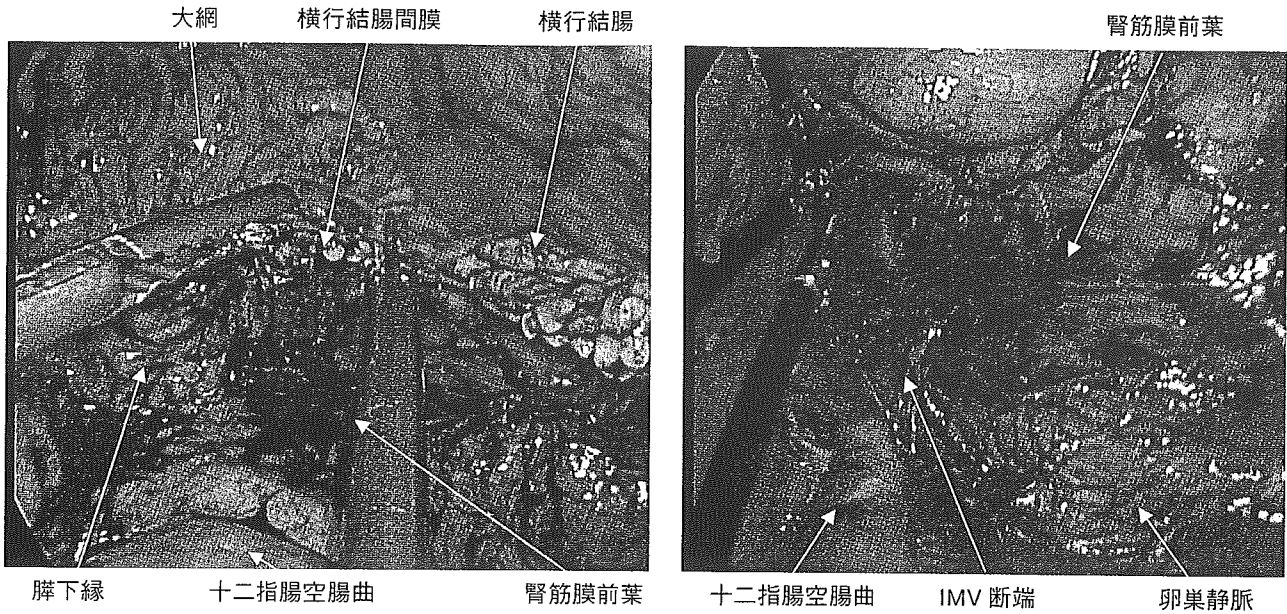 大網
横行結腸間膜
横行結腸
膵下縁
十二指腸空腸曲
腎筋膜前葉
腎筋膜前葉
十二指腸空腸曲
IMV 断端
卵巣静脈